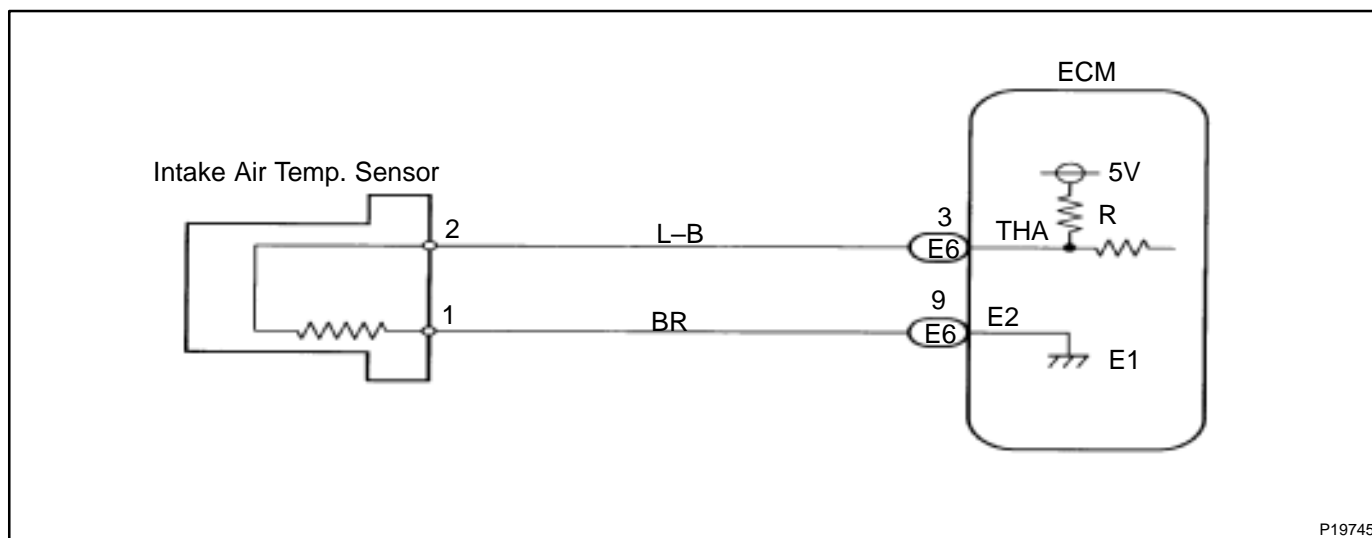 ECM
Intake Air Temp. Sensor
5V
R
2
L–B
3
E6
THA
1
BR
9
E6
E2
E1
P19745